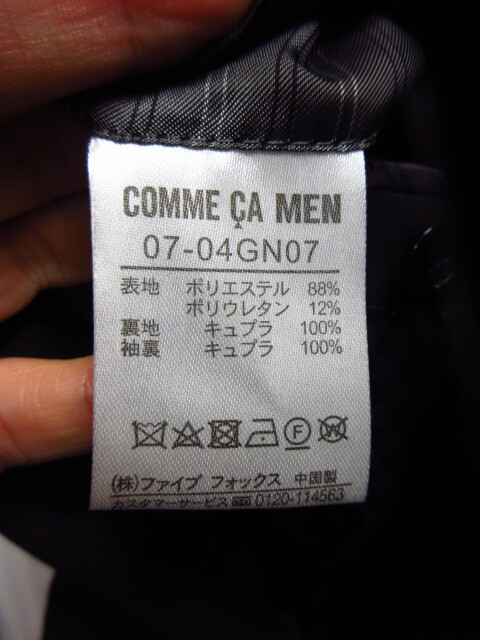 COMME ÇA MEN
07-04GN07
表地 ポリエステル 88%
ポリウレタン 12%
裏地 キュプラ 100%
袖裏 キュプラ 100%
(株)ファイブ フォックス 中国製
カスタマーサービス 0120-114563